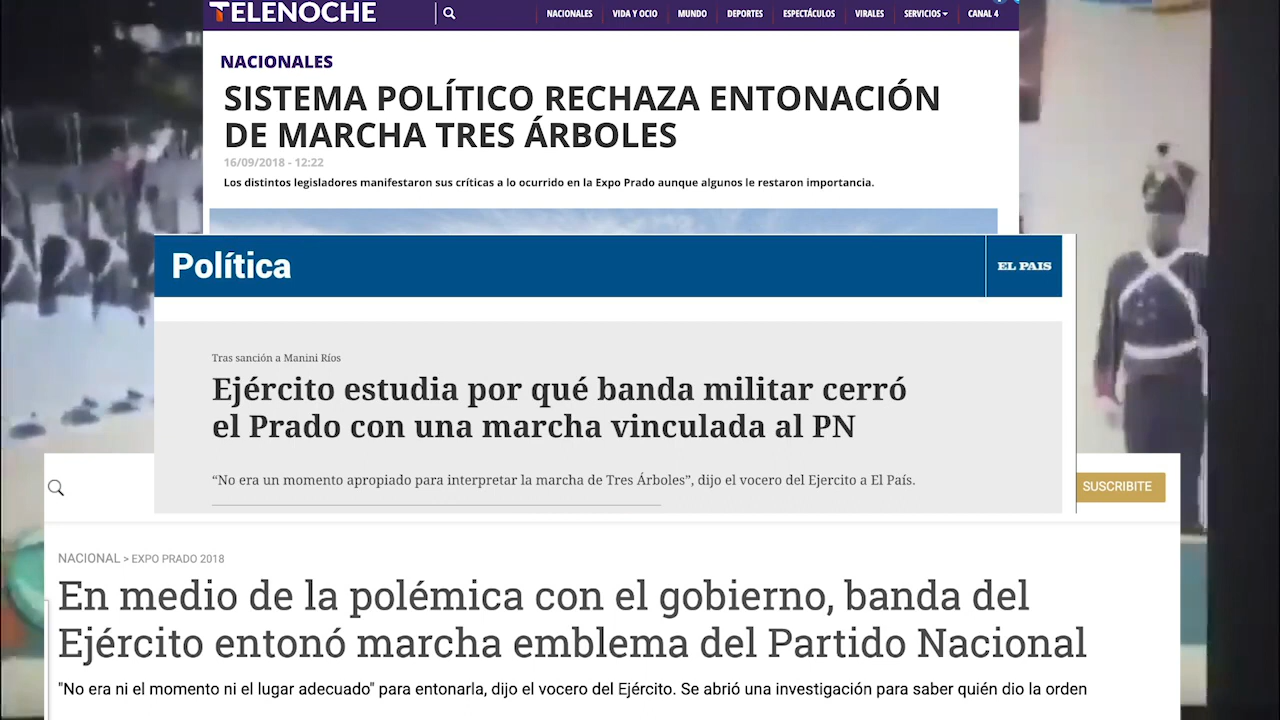 TELENOCHE
NACIONALES VIDA Y OCIO MUNDO DEPORTES ESPECTÁCULOS VIRALES SERVICIOS CANAL 4
NACIONALES
SISTEMA POLÍTICO RECHAZA ENTONACIÓN
DE MARCHA TRES ÁRBOLES
16/09/2018 - 12:22
Los distintos legisladores manifestaron sus críticas a lo ocurrido en la Expo Prado aunque algunos le restaron importancia.
Política
EL PAIS
Tras sanción a Manini Ríos
Ejército estudia por qué banda militar cerró
el Prado con una marcha vinculada al PN
“No era un momento apropiado para interpretar la marcha de Tres Árboles”, dijo el vocero del Ejercito a El País.
SUSCRIBITE
NACIONAL > EXPO PRADO 2018
En medio de la polémica con el gobierno, banda del
Ejército entonó marcha emblema del Partido Nacional
"No era ni el momento ni el lugar adecuado" para entonarla, dijo el vocero del Ejército. Se abrió una investigación para saber quién dio la orden